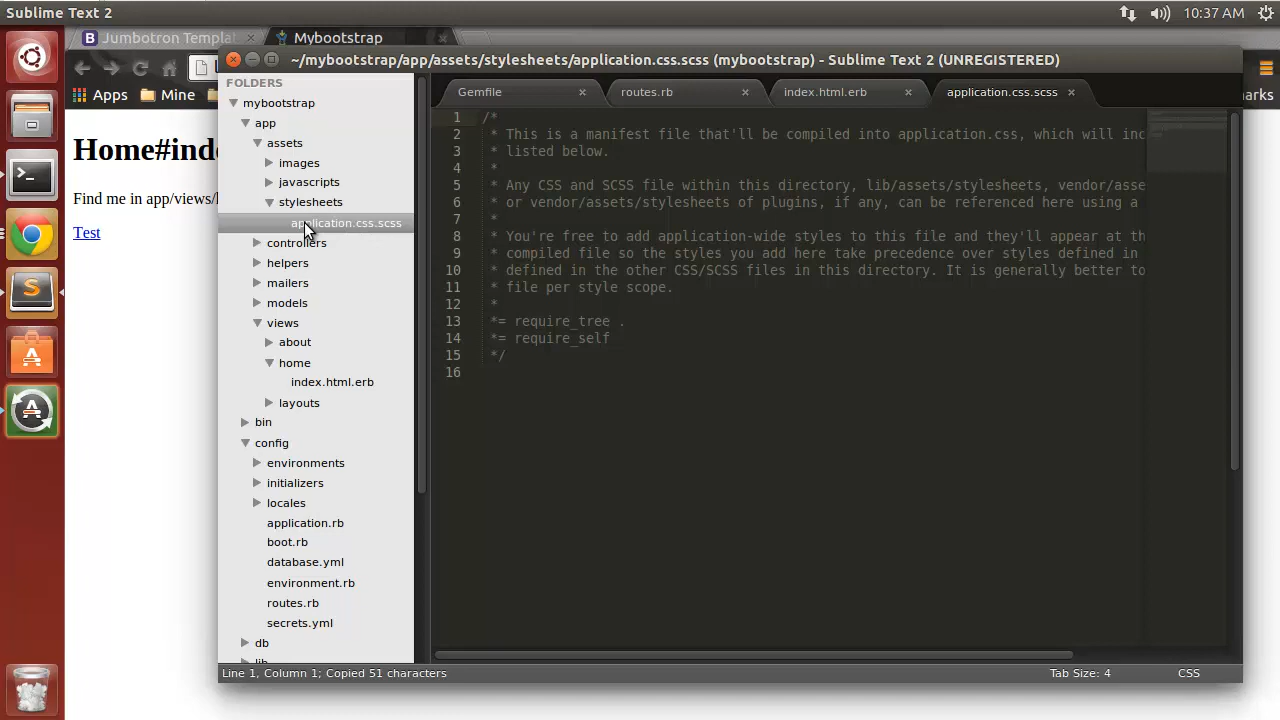 Sublime Text 2
10:37 AM
Jumbotron Templat
Mybootstrap
~/mybootstrap/app/assets/stylesheets/application.css.scss (mybootstrap) - Sublime Text 2 (UNREGISTERED)
Apps
Mine
Home#ind
Find me in app/views/
Test
FOLDERS
mybootstrap
app
assets
images
javascripts
stylesheets
application.css.scss
controllers
helpers
mailers
models
views
about
home
index.html.erb
layouts
bin
config
environments
initializers
locales
application.rb
boot.rb
database.yml
environment.rb
routes.rb
secrets.yml
db
lib
Gemfile
routes.rb
index.html.erb
application.css.scss
1 /*
2 * This is a manifest file that'll be compiled into application.css, which will inc
3 * listed below.
4 *
5 * Any CSS and SCSS file within this directory, lib/assets/stylesheets, vendor/asse
6 * or vendor/assets/stylesheets of plugins, if any, can be referenced here using a
7 *
8 * You're free to add application-wide styles to this file and they'll appear at th
9 * compiled file so the styles you add here take precedence over styles defined in
10 * defined in the other CSS/SCSS files in this directory. It is generally better to
11 * file per style scope.
12 *
13 *= require_tree .
14 *= require_self
15 */
16
Line 1, Column 1; Copied 51 characters
Tab Size: 4
CSS